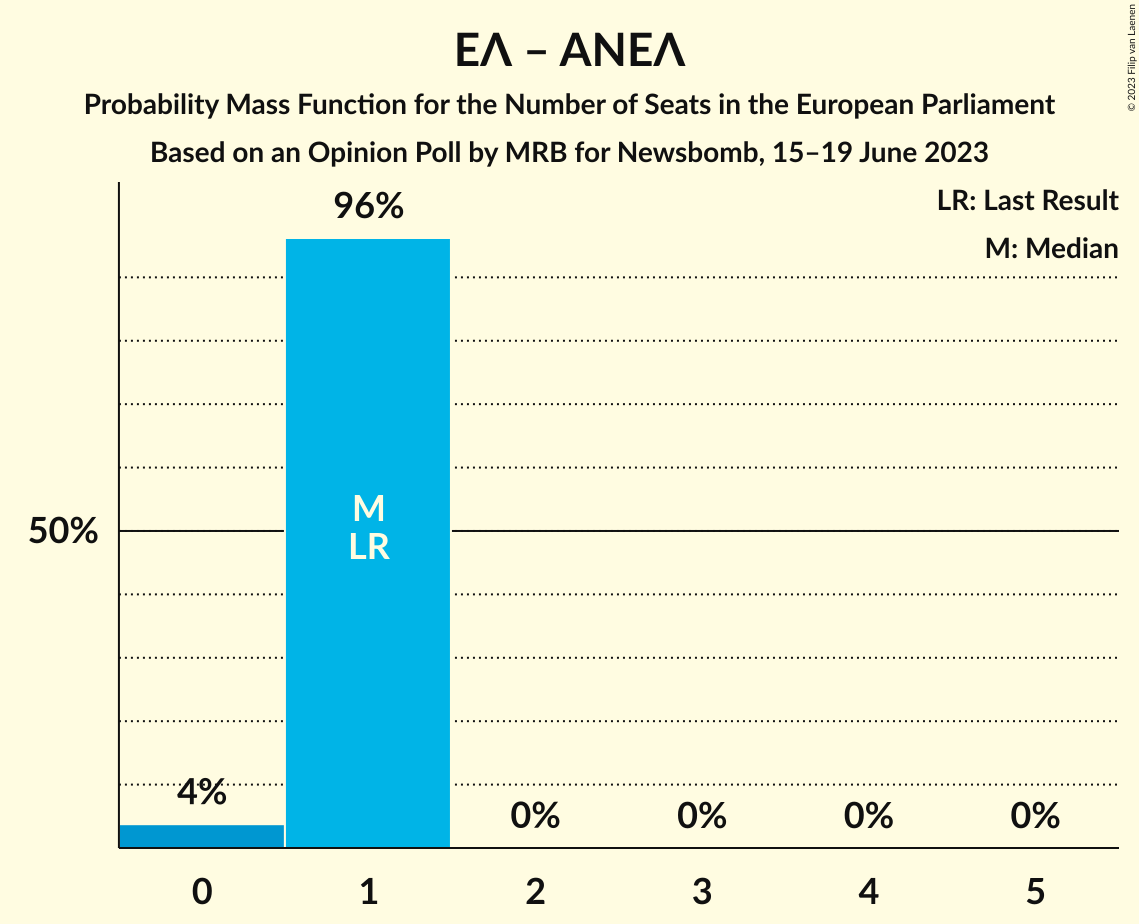 ΕΛ – ΑΝΕΛ
Probability Mass Function for the Number of Seats in the European Parliament
Based on an Opinion Poll by MRB for Newsbomb, 15–19 June 2023
© 2023 Filip van Laenen
LR: Last Result
M: Median
96%
M
LR
50%
4%
0%
0%
0%
0%
0
1
2
3
4
5